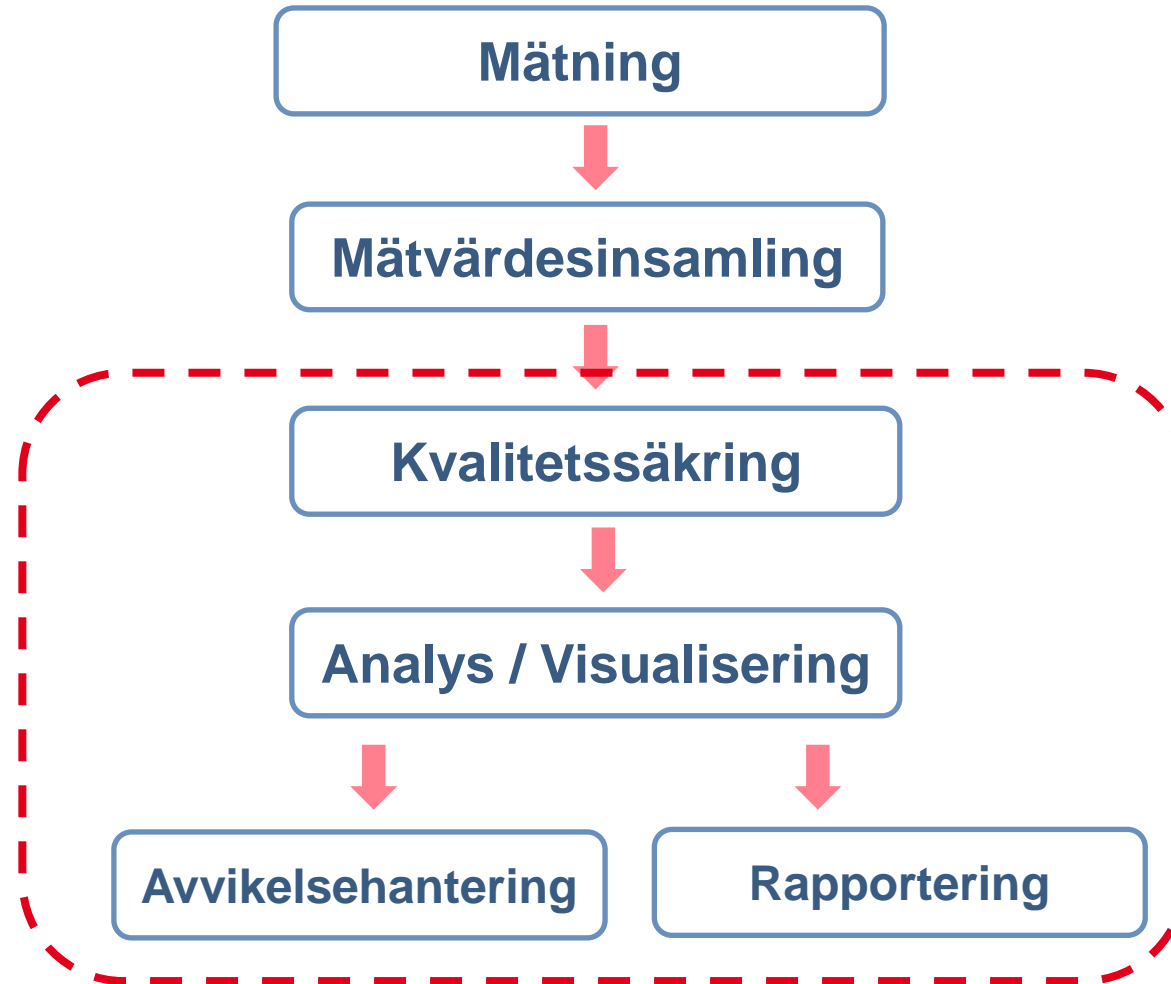 Mätning
Mätvärdesinsamling
Kvalitetssäkring
Analys / Visualisering
Avvikelsehantering
Rapportering